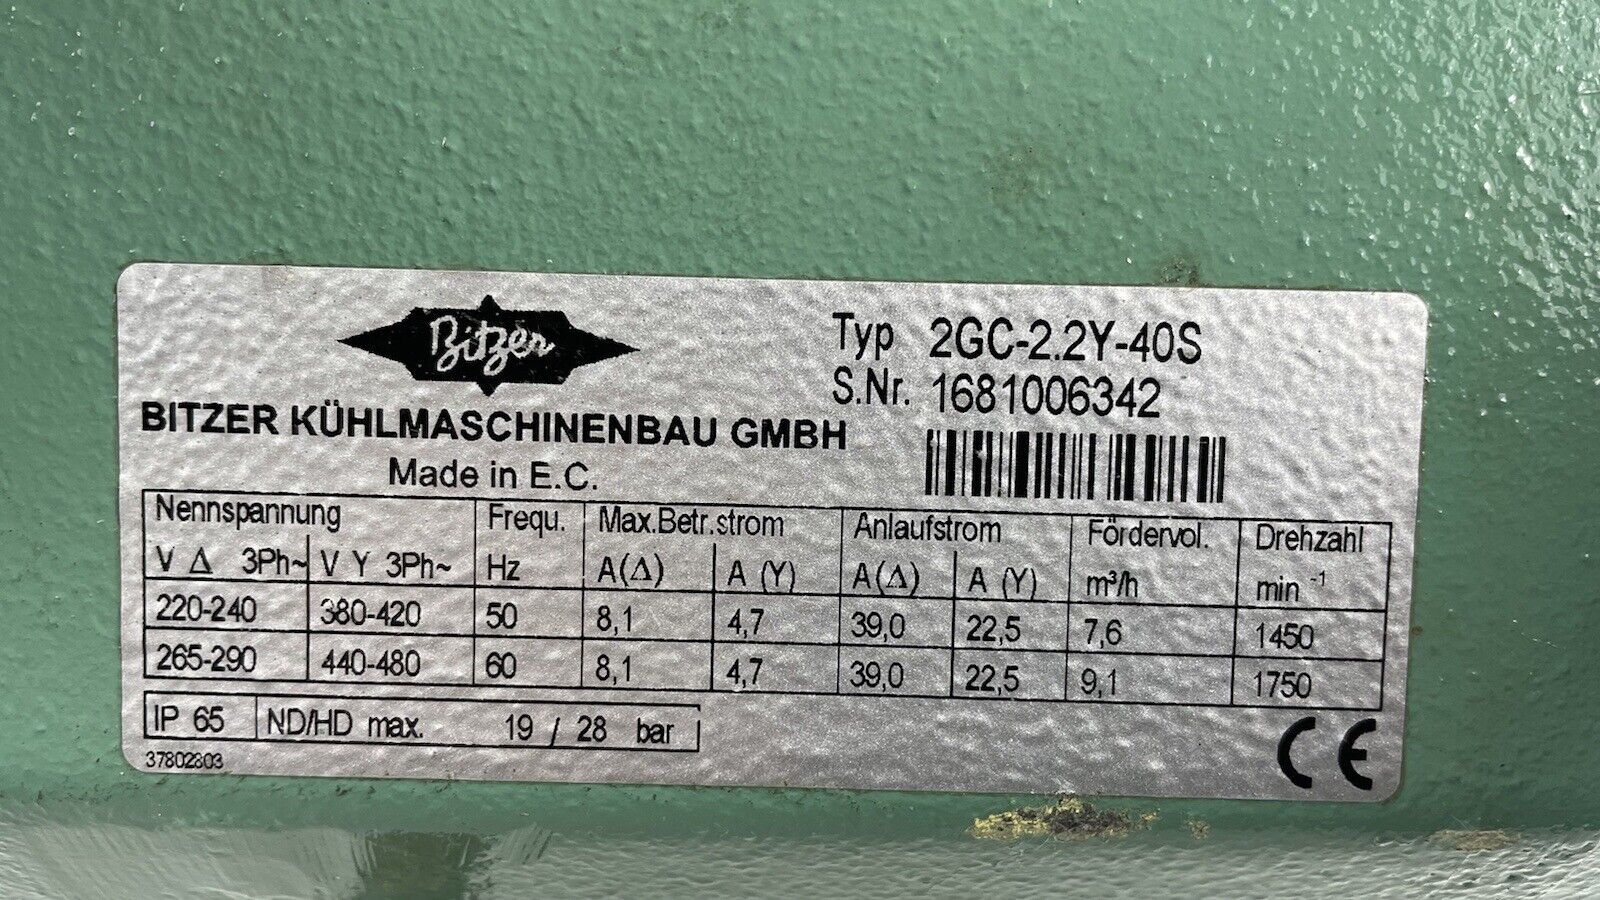 Bitzer
Typ 2GC-2.2Y-40S
S.Nr. 1681006342
BITZER KÜHLMASCHINENBAU GMBH
Made in E.C.
Nennspannung Frequ. Max.Betr.strom Anlaufstrom Fördervol. Drehzahl
V Δ 3Ph~ V Y 3Ph~ Hz A(Δ) A (Y) A(Δ) A (Y) m³/h min ⁻¹
220-240 380-420 50 8,1 4,7 39,0 22,5 7,6 1450
265-290 440-480 60 8,1 4,7 39,0 22,5 9,1 1750
IP 65 ND/HD max. 19 / 28 bar
37802803
CE